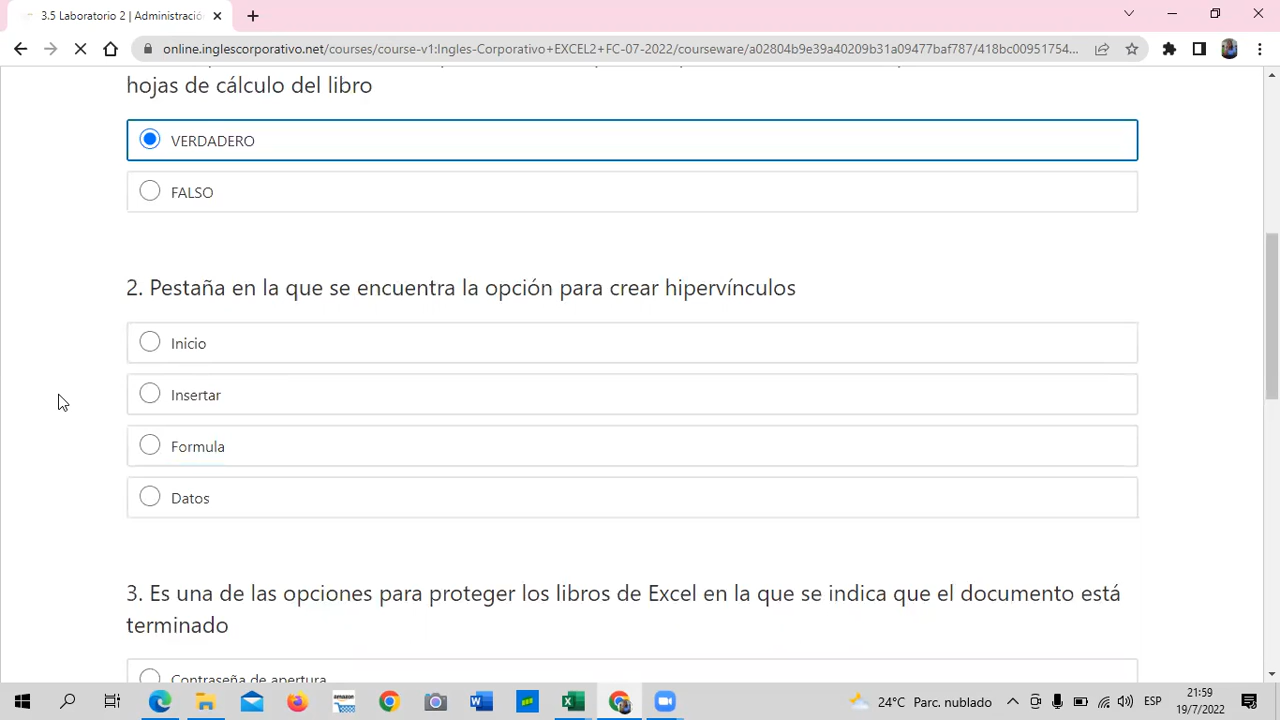 3.5 Laboratorio 2 | Administració
online.inglescorporativo.net/courses/course-v1:Ingles-Corporativo+EXCEL2+FC-07-2022/courseware/a02804b9e39a40209b31a09477baf787/418bc00951754...
hojas de cálculo del libro
VERDADERO
FALSO
2. Pestaña en la que se encuentra la opción para crear hipervínculos
Inicio
Insertar
Formula
Datos
3. Es una de las opciones para proteger los libros de Excel en la que se indica que el documento está
terminado
Contraseña de apertura
24°C Parc. nublado
ESP
21:59
19/7/2022